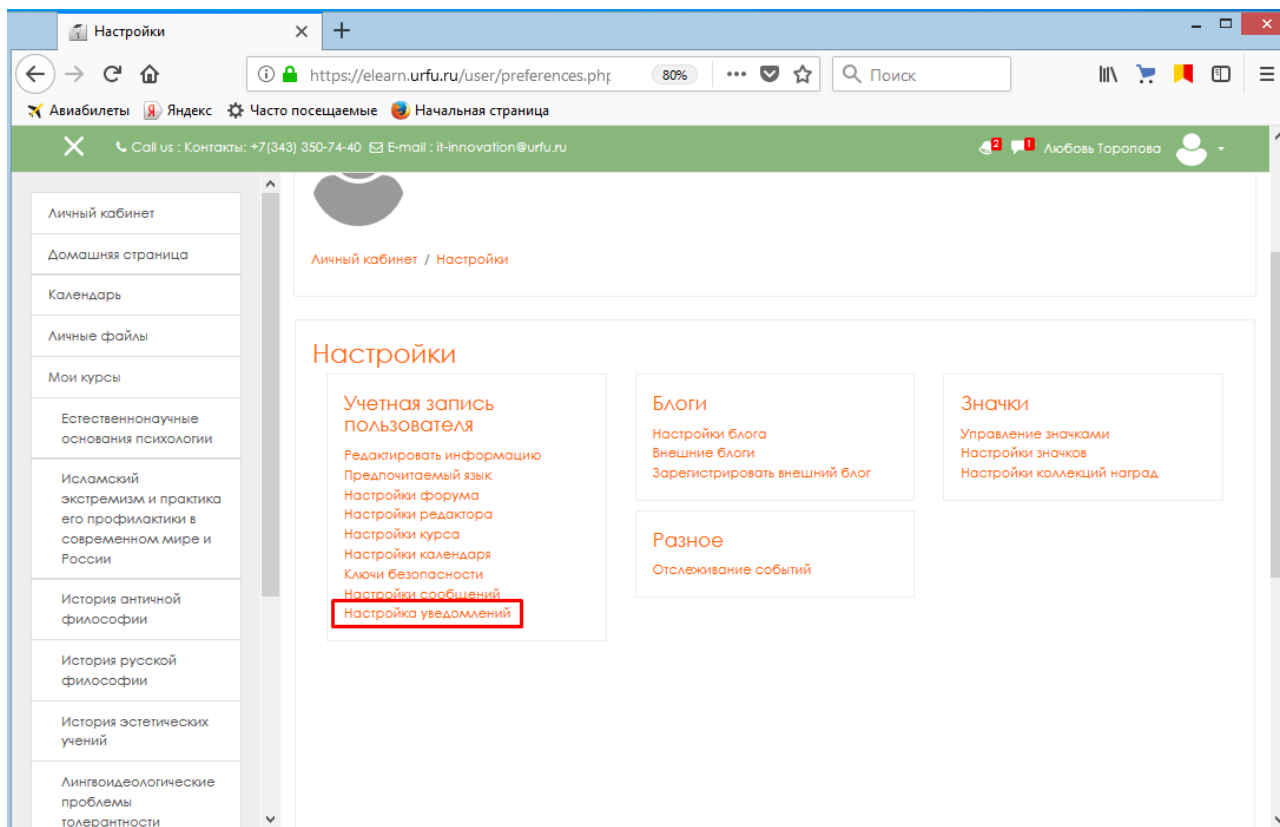 Настройки
https://elearn.urfu.ru/user/preferences.php
80%
Поиск
Авиабилеты Яндекс Часто посещаемые Начальная страница
Call us : Контакты: +7(343) 350-74-40 E-mail : it-innovation@urfu.ru
2 1 Любовь Торопова
Личный кабинет
Домашняя страница
Календарь
Личные файлы
Мои курсы
Естественнонаучные
основания психологии
Исламский
экстремизм и практика
его профилактики в
современном мире и
России
История античной
философии
История русской
философии
История эстетических
учений
Лингвоидеологические
проблемы
толерантности
Личный кабинет / Настройки
Настройки
Учетная запись
пользователя
Редактировать информацию
Предпочитаемый язык
Настройки форума
Настройки редактора
Настройки курса
Настройки календаря
Ключи безопасности
Настройки сообщений
Настройка уведомлений
Блоги
Настройки блога
Внешние блоги
Зарегистрировать внешний блог
Разное
Отслеживание событий
Значки
Управление значками
Настройки значков
Настройки коллекций наград